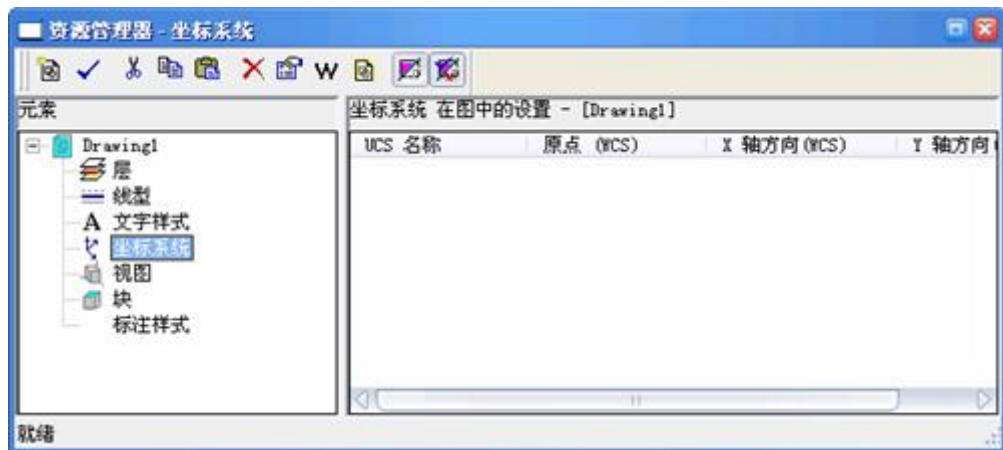 资源管理器 - 坐标系统
W
元素
坐标系统 在图中的设置 - [Drawing1]
Drawing1
层
线型
A 文字样式
坐标系统
视图
块
标注样式
UCS 名称 原点 (WCS) X 轴方向(WCS) Y 轴方向(
就绪